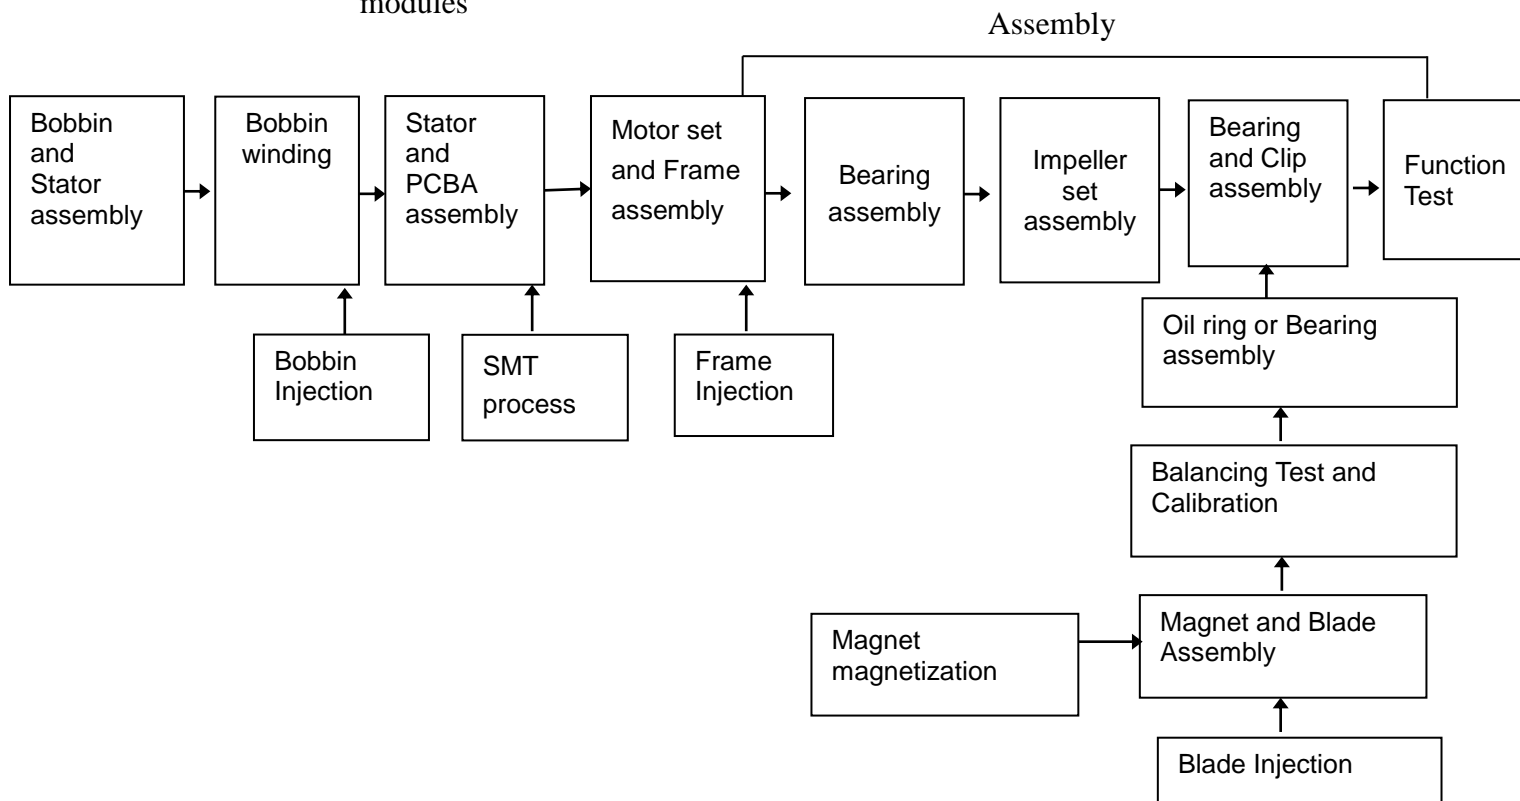 modules
Assembly
Bobbin
and
Stator
assembly
Bobbin
winding
Stator
and
PCBA
assembly
Motor set
and Frame
assembly
Bearing
assembly
Impeller
set
assembly
Bearing
and Clip
assembly
Function
Test
Bobbin
Injection
SMT
process
Frame
Injection
Oil ring or Bearing
assembly
Balancing Test and
Calibration
Magnet
magnetization
Magnet and Blade
Assembly
Blade Injection